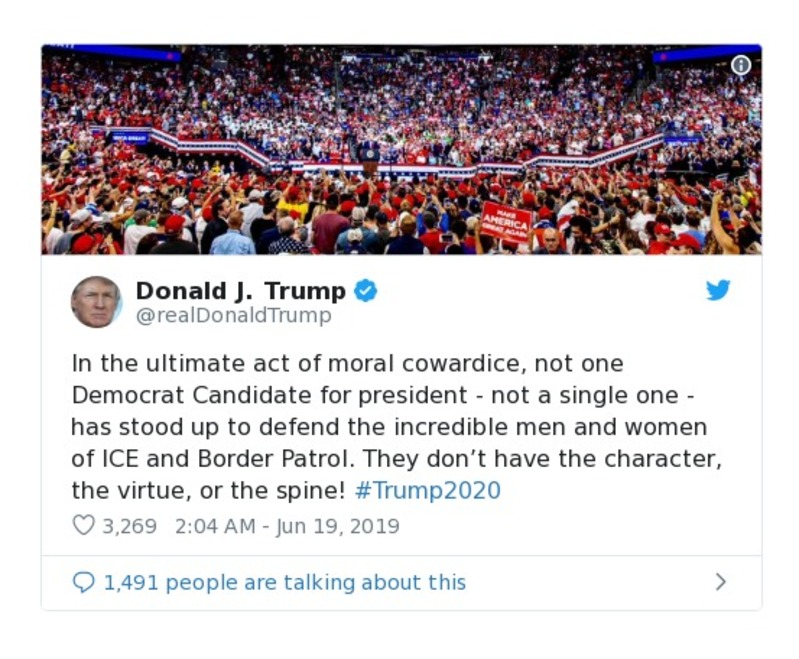 MAKE
AMERICA
GREAT AGAIN
Donald J. Trump
@realDonaldTrump
In the ultimate act of moral cowardice, not one
Democrat Candidate for president - not a single one -
has stood up to defend the incredible men and women
of ICE and Border Patrol. They don’t have the character,
the virtue, or the spine! #Trump2020
3,269 2:04 AM - Jun 19, 2019
1,491 people are talking about this